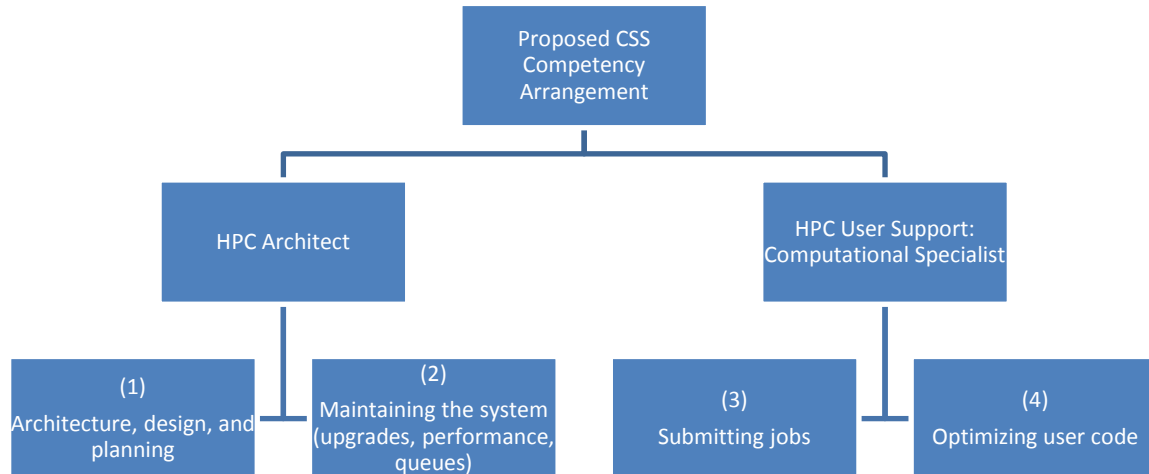 Proposed CSS
Competency
Arrangement
HPC Architect
HPC User Support:
Computational Specialist
(1)
Architecture, design, and
planning
(2)
Maintaining the system
(upgrades, performance,
queues)
(3)
Submitting jobs
(4)
Optimizing user code